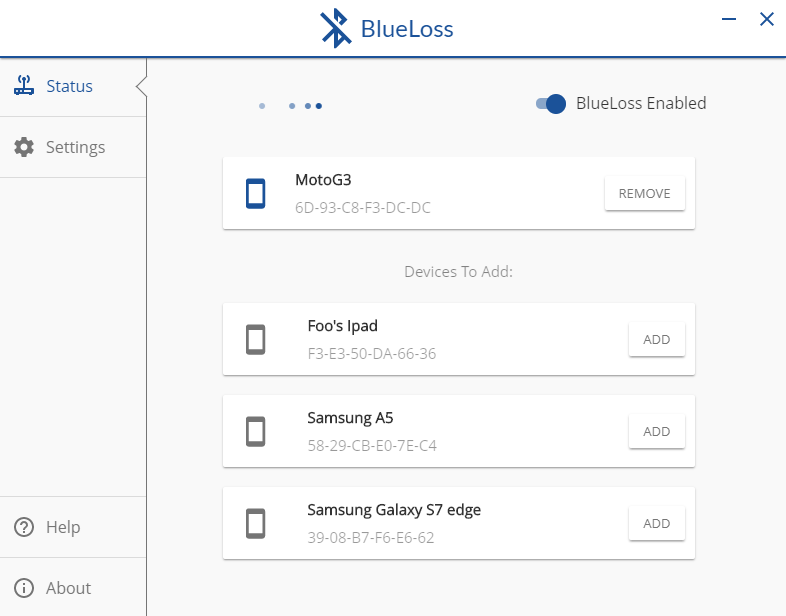 BlueLoss
Status
Settings
Help
About
BlueLoss Enabled
MotoG3
6D-93-C8-F3-DC-DC
REMOVE
Devices To Add:
Foo's Ipad
F3-E3-50-DA-66-36
ADD
Samsung A5
58-29-CB-E0-7E-C4
ADD
Samsung Galaxy S7 edge
39-08-B7-F6-E6-62
ADD